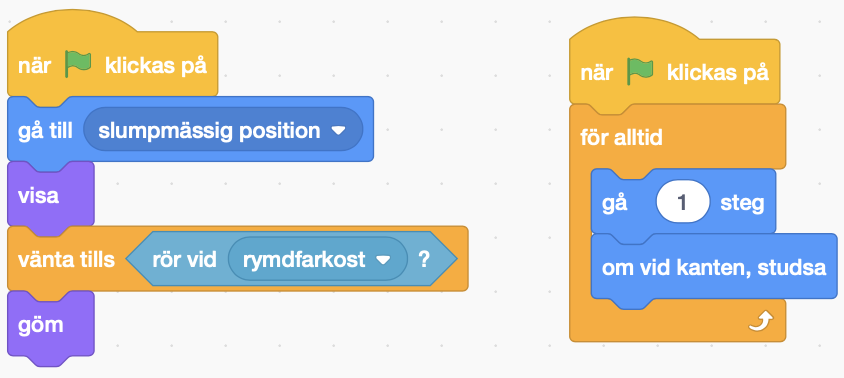 när klickas på
gå till slumpmässig position
visa
vänta tills rör vid rymdfarkost ?
göm
när klickas på
för alltid
gå 1 steg
om vid kanten, studsa